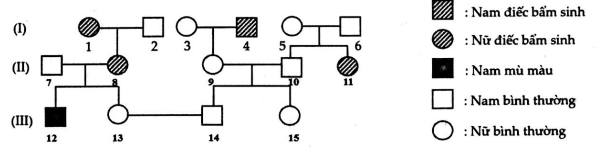 (I)
1 2 3 4 5 6
(II)
7 8 9 10 11
(III)
12 13 14 15
: Nam điếc bẩm sinh
: Nữ điếc bẩm sinh
: Nam mù màu
: Nam bình thường
: Nữ bình thường